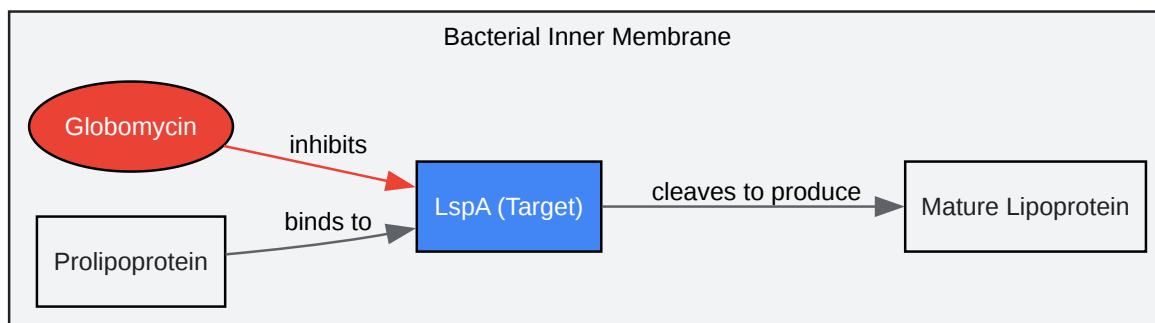 Bacterial Inner Membrane
Globomycin
inhibits
LspA (Target)
cleaves to produce
Mature Lipoprotein
binds to
Prolipoprotein